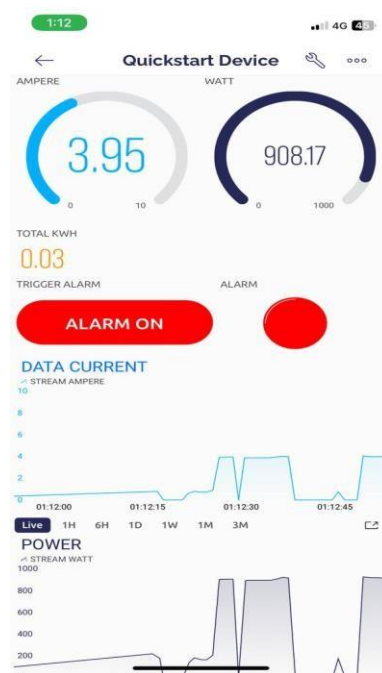 1:12 4G 45
Quickstart Device
AMPERE WATT
3.95 908.17
0 10 0 1000
TOTAL KWH
0.03
TRIGGER ALARM ALARM
ALARM ON
DATA CURRENT
STREAM AMPERE
10
8
6
4
2
0
01:12:00 01:12:15 01:12:30 01:12:45
Live 1H 6H 1D 1W 1M 3M
POWER
STREAM WATT
1000
800
600
400
200